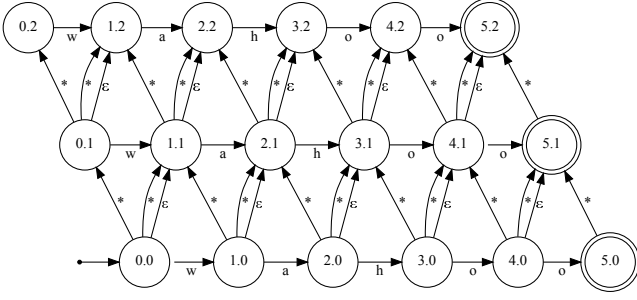 0.2 w 1.2 a 2.2 h 3.2 o 4.2 o 5.2
* * ε * * ε * * ε * * ε * * ε *
0.1 w 1.1 a 2.1 h 3.1 o 4.1 o 5.1
* * ε * * ε * * ε * * ε * * ε *
0.0 w 1.0 a 2.0 h 3.0 o 4.0 o 5.0